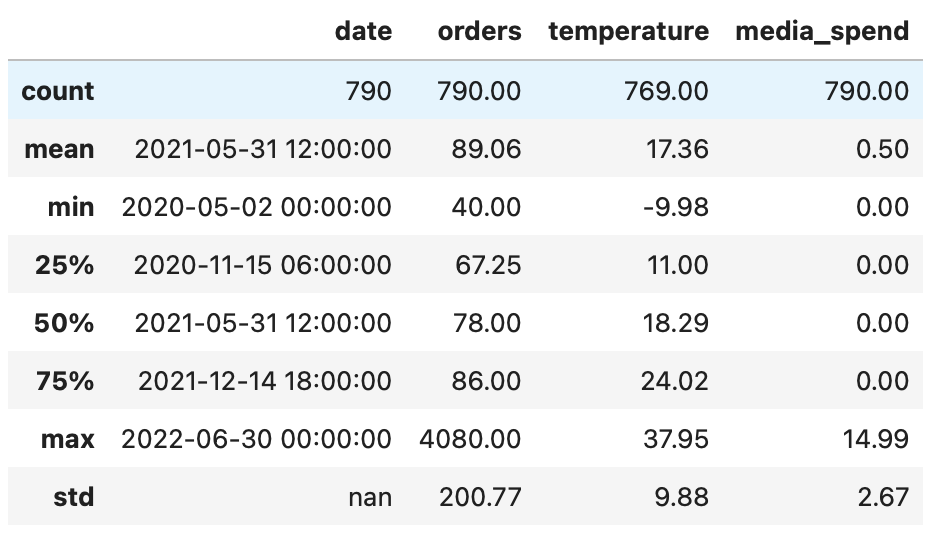 date orders temperature media_spend
count 790 790.00 769.00 790.00
mean 2021-05-31 12:00:00 89.06 17.36 0.50
min 2020-05-02 00:00:00 40.00 -9.98 0.00
25% 2020-11-15 06:00:00 67.25 11.00 0.00
50% 2021-05-31 12:00:00 78.00 18.29 0.00
75% 2021-12-14 18:00:00 86.00 24.02 0.00
max 2022-06-30 00:00:00 4080.00 37.95 14.99
std nan 200.77 9.88 2.67